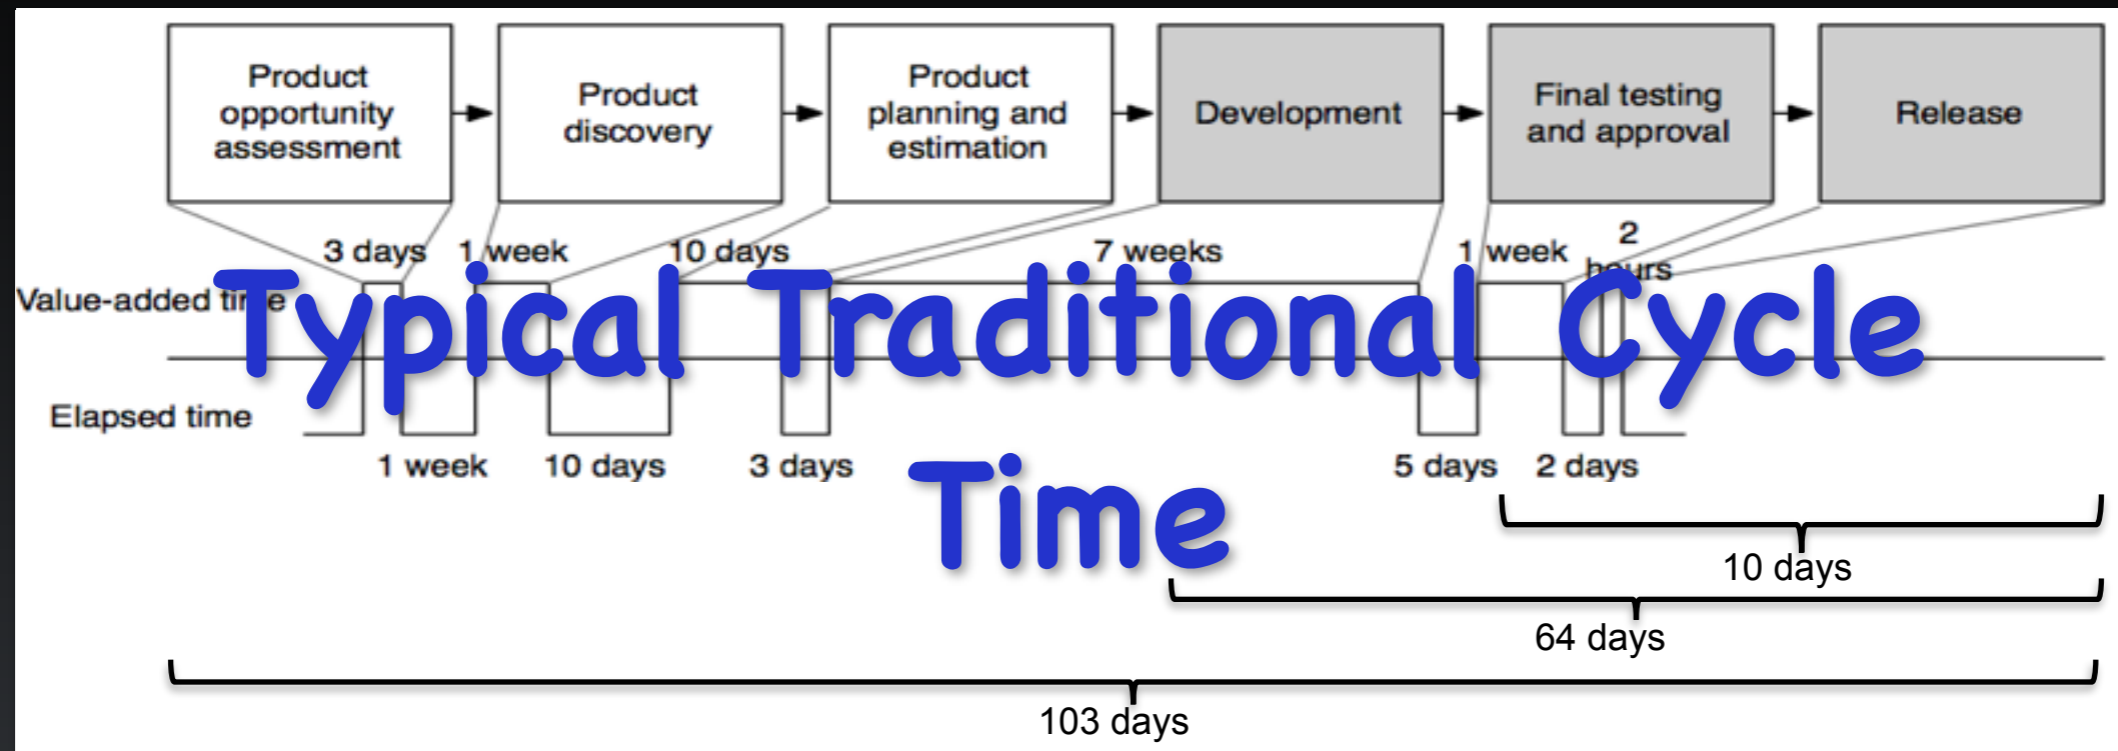 Product
opportunity
assessment
Product
discovery
Product
planning and
estimation
Development
Final testing
and approval
Release
3 days
1 week
10 days
7 weeks
1 week
2
hours
Value-added time
Typical Traditional Cycle
Time
Elapsed time
1 week
10 days
3 days
5 days
2 days
10 days
64 days
103 days